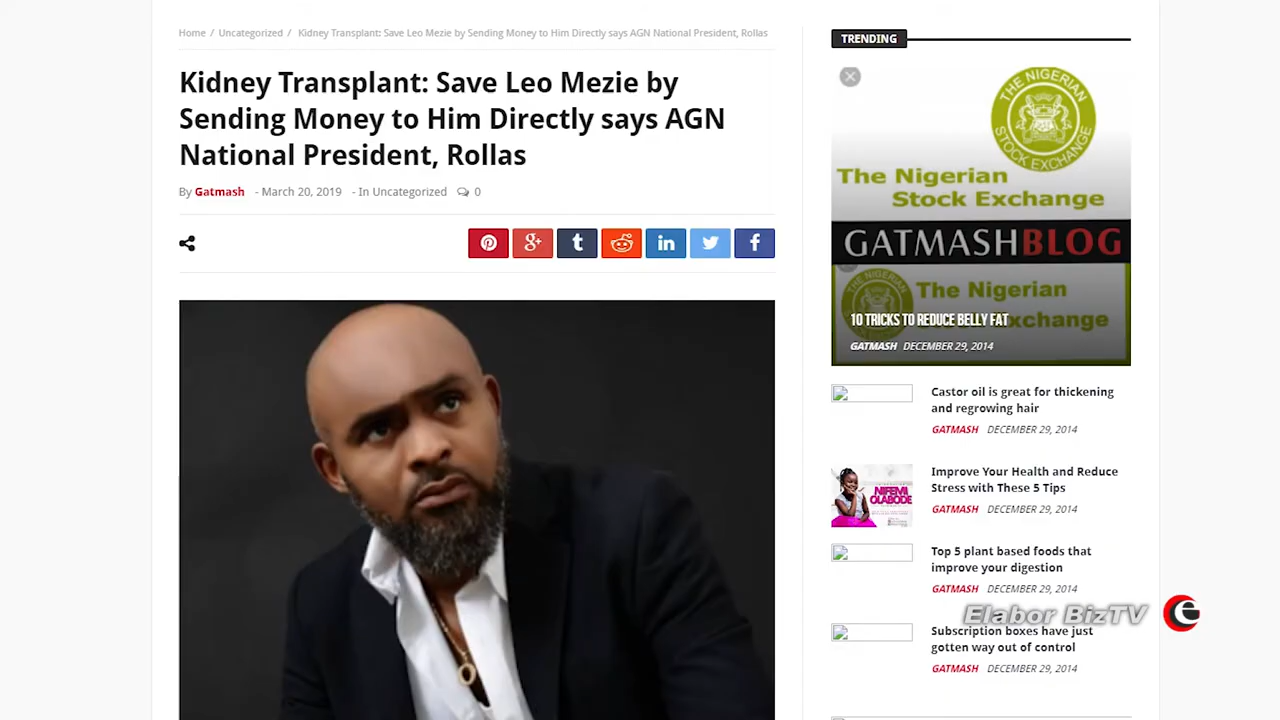 Home / Uncategorized / Kidney Transplant: Save Leo Mezie by Sending Money to Him Directly says AGN National President, Rollas
Kidney Transplant: Save Leo Mezie by
Sending Money to Him Directly says AGN
National President, Rollas
By Gatmash - March 20, 2019 - In Uncategorized 0
TRENDING
THE NIGERIAN
STOCK EXCHANGE
The Nigerian
Stock Exchange
GATMASHBLOG
THE NIGERIAN
The Nigerian
10 TRICKS TO REDUCE BELLY FAT
xchange
GATMASH DECEMBER 29, 2014
Castor oil is great for thickening
and regrowing hair
GATMASH DECEMBER 29, 2014
Improve Your Health and Reduce
Stress with These 5 Tips
NIFEMI
OLABODE
GATMASH DECEMBER 29, 2014
Top 5 plant based foods that
improve your digestion
GATMASH DECEMBER 29, 2014
Elabor BizTV
Subscription boxes have just
gotten way out of control
GATMASH DECEMBER 29, 2014